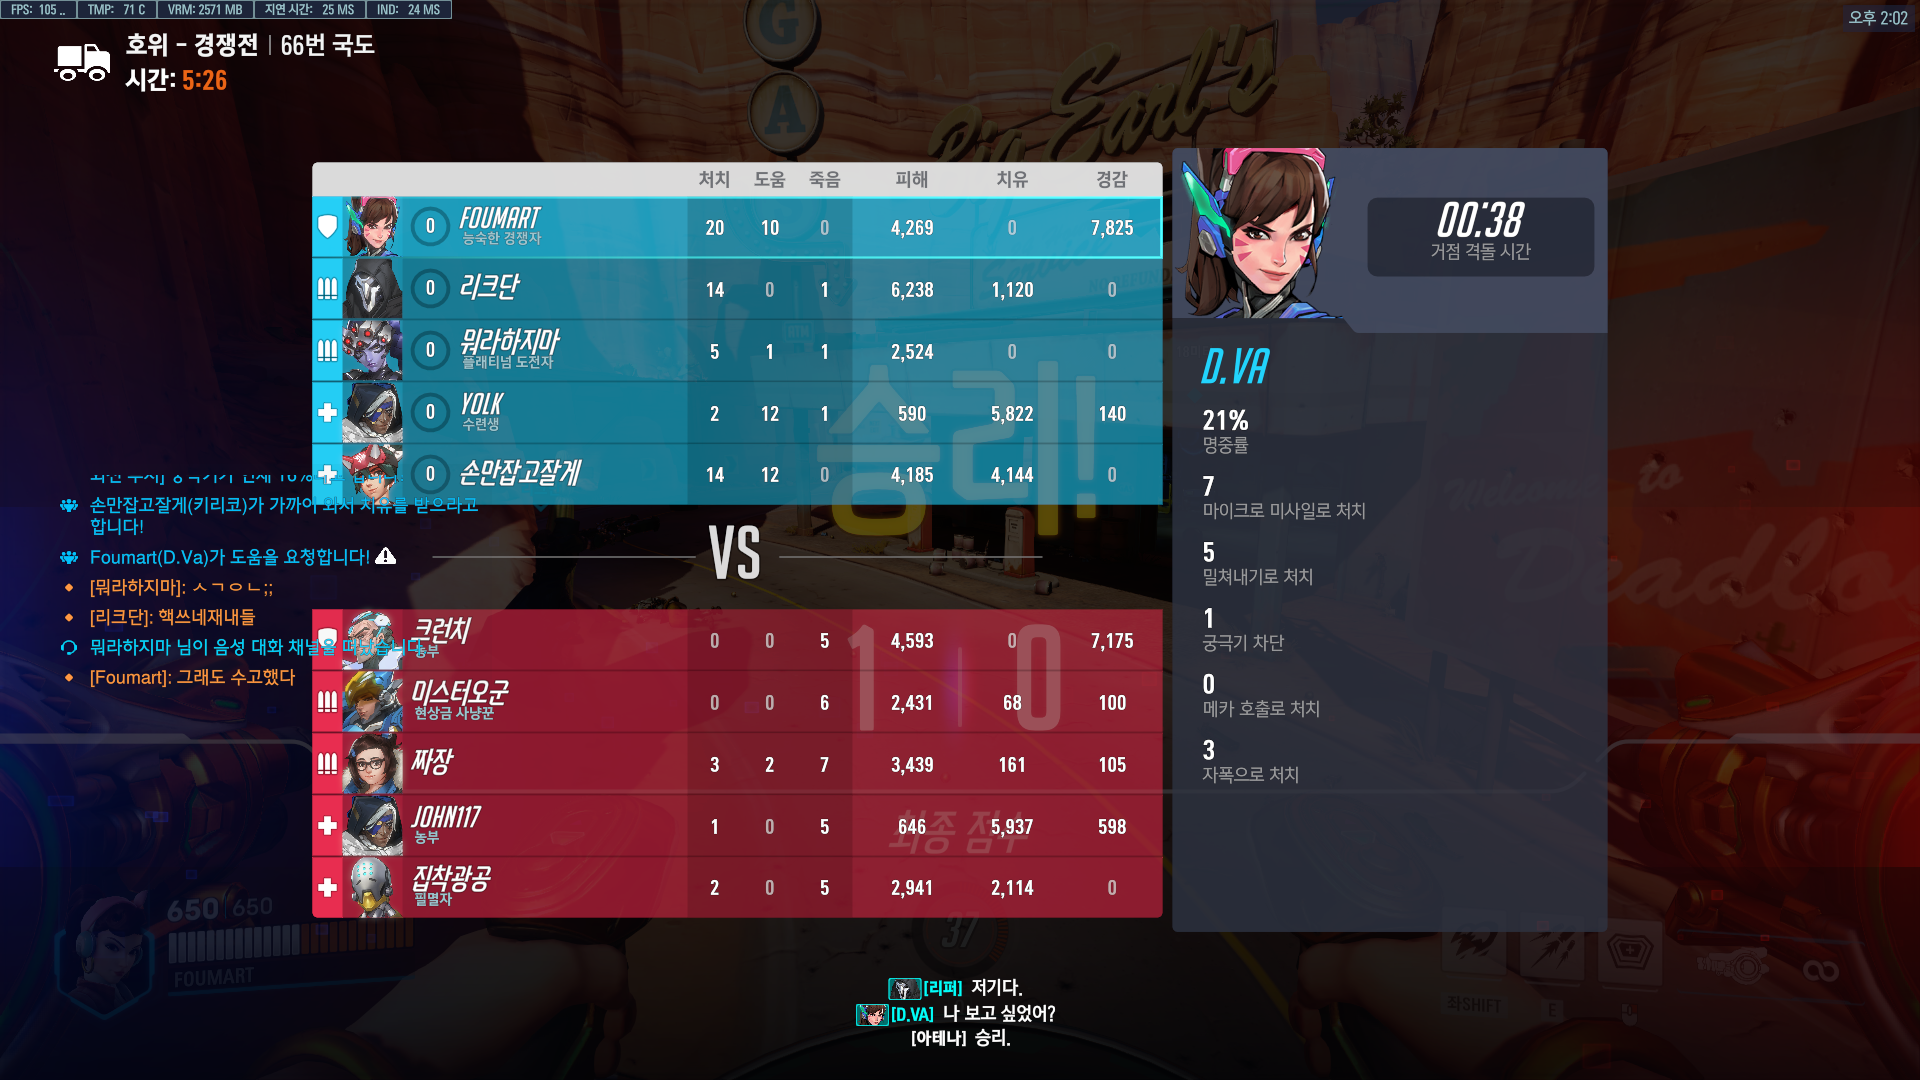 FPS: 105 .. TMP: 71 C VRM: 2571 MB 지연 시간: 25 MS IND: 24 MS
오후 2:02
호위 - 경쟁전 | 66번 국도
시간: 5:26
처치 도움 죽음 피해 치유 경감
0 FOUMART 20 10 0 4,269 0 7,825
능숙한 경쟁자
0 리크단 14 0 1 6,238 1,120 0
0 뭐라하지마 5 1 1 2,524 0 0
플래티넘 도전자
0 YOLK 2 12 1 590 5,822 140
수련생
0 손만잡고잘게 14 12 0 4,185 4,144 0
승리!
VS
크런치 0 0 5 4,593 0 7,175
농부
미스터오군 0 0 6 2,431 68 100
현상금 사냥꾼
짜장 3 2 7 3,439 161 105
JOHN117 1 0 5 646 5,937 598
농부
집착광공 2 0 5 2,941 2,114 0
필멸자
1 | 0
최종 점수
00:38
거점 격돌 시간
D.VA
21%
명중률
7
마이크로 미사일로 처치
5
밀쳐내기로 처치
1
궁극기 차단
0
메카 호출로 처치
3
자폭으로 처치
손만잡고잘게(키리코)가 가까이 와서 치유를 받으라고
합니다!
Foumart(D.Va)가 도움을 요청합니다!
[뭐라하지마]: ㅅㄱㅇㄴ;;
[리크단]: 핵쓰네재내들
뭐라하지마 님이 음성 대화 채널을 떠났습니다
[Foumart]: 그래도 수고했다
650 | 650
FOUMART
37
좌SHIFT
E
[리퍼] 저기다.
[D.VA] 나 보고 싶었어?
[아테나] 승리.
G
A
Big Earl's